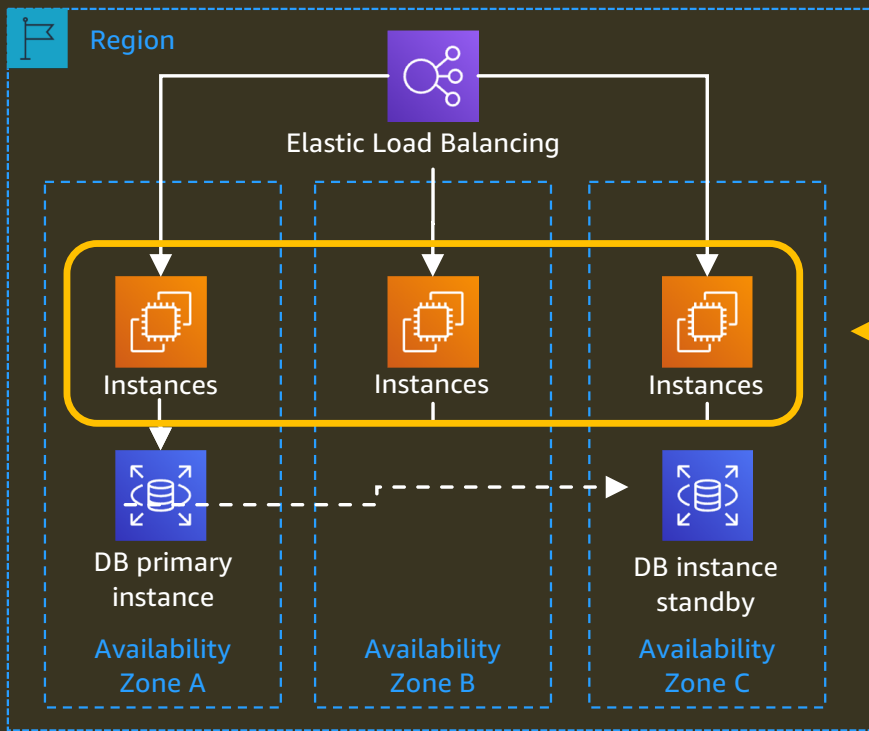 Region
Elastic Load Balancing
Instances
Instances
Instances
DB primary
instance
DB instance
standby
Availability
Zone A
Availability
Zone B
Availability
Zone C